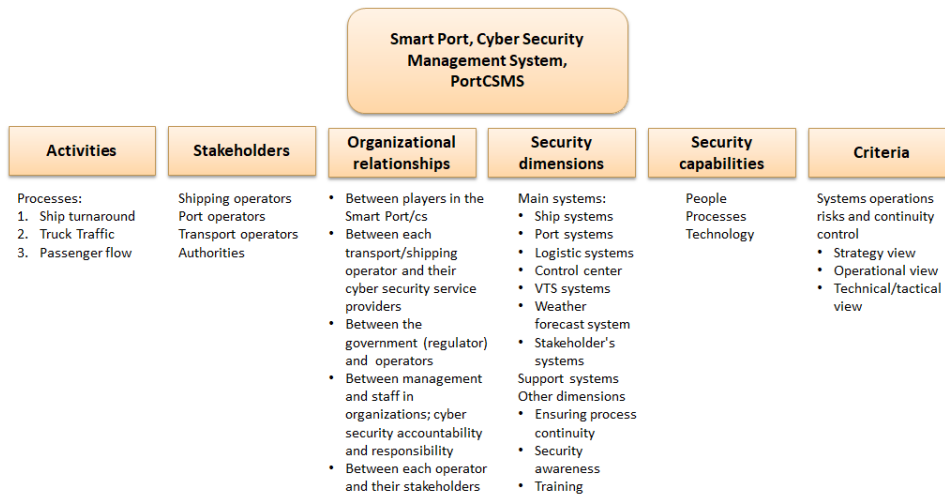 Smart Port, Cyber Security
Management System,
PortCSMS
Activities
Processes:
1. Ship turnaround
2. Truck Traffic
3. Passenger flow
Stakeholders
Shipping operators
Port operators
Transport operators
Authorities
Organizational
relationships
• Between players in the
Smart Port/cs
• Between each
transport/shipping
operator and their
cyber security service
providers
• Between the
government (regulator)
and operators
• Between management
and staff in
organizations; cyber
security accountability
and responsibility
• Between each operator
and their stakeholders
Security
dimensions
Main systems:
• Ship systems
• Port systems
• Logistic systems
• Control center
• VTS systems
• Weather
forecast system
• Stakeholder's
systems
Support systems
Other dimensions
• Ensuring process
continuity
• Security
awareness
• Training
Security
capabilities
People
Processes
Technology
Criteria
Systems operations
risks and continuity
control
• Strategy view
• Operational view
• Technical/tactical
view